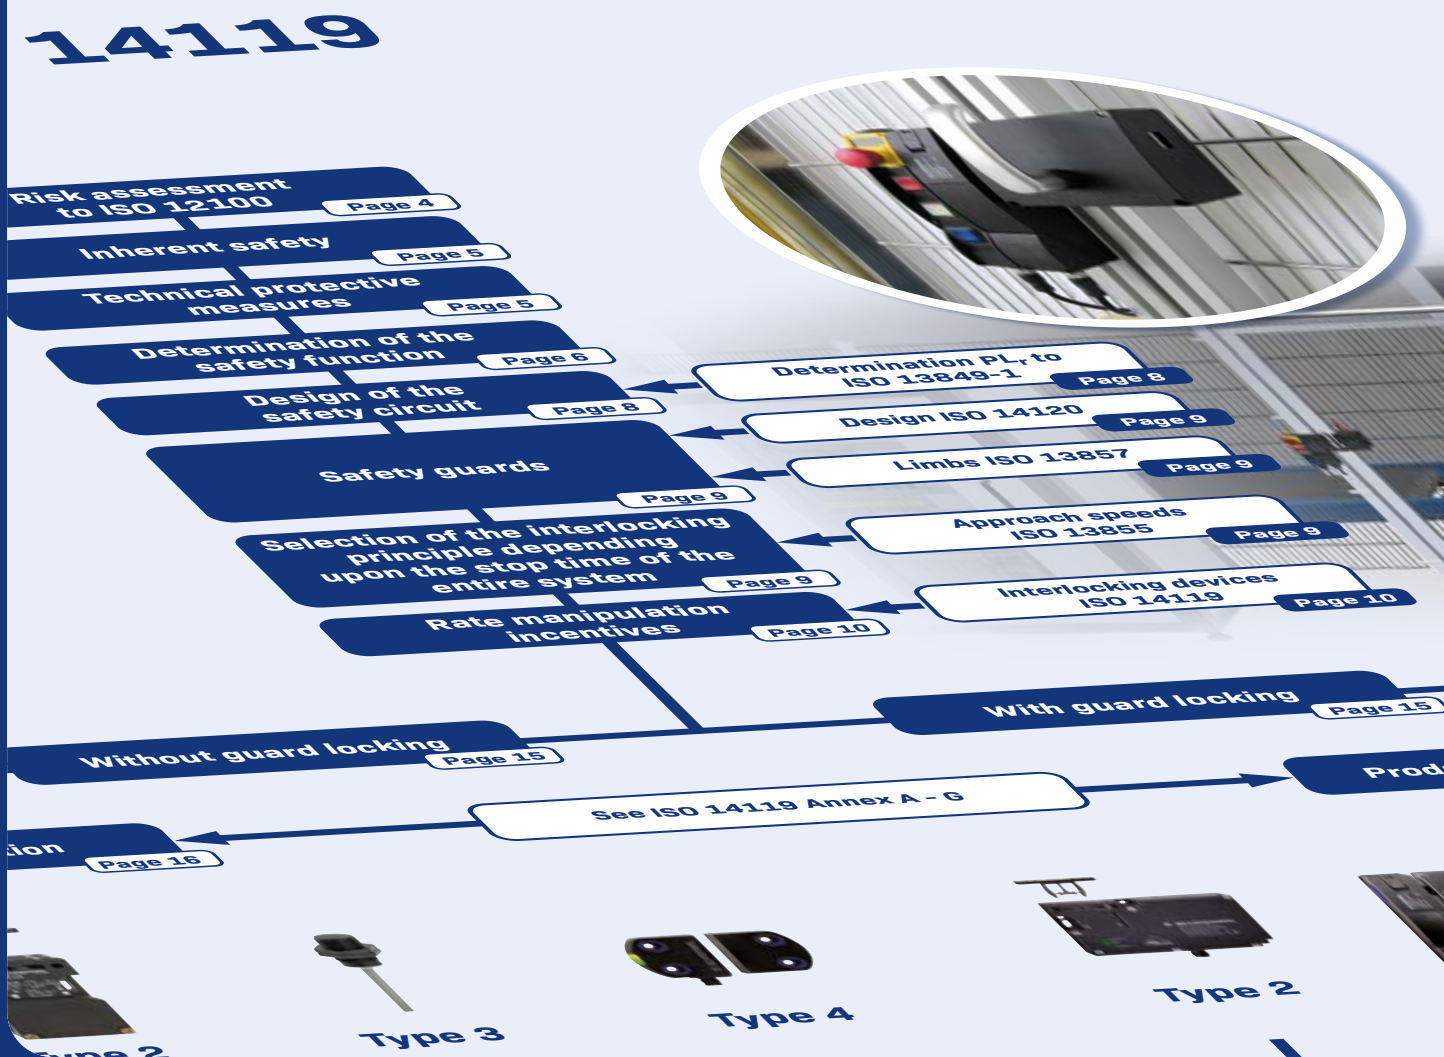 14119
Risk assessment
to ISO 12100
Page 4
Inherent safety
Page 5
Technical protective
measures
Page 5
Determination of the
safety function
Page 6
Design of the
safety circuit
Page 8
Determination PLr to
ISO 13849-1
Page 8
Design ISO 14120
Page 9
Safety guards
Page 9
Limbs ISO 13857
Page 9
Selection of the interlocking
principle depending
upon the stop time of the
entire system
Page 9
Approach speeds
ISO 13855
Page 9
Rate manipulation
incentives
Page 10
Interlocking devices
ISO 14119
Page 10
Without guard locking
Page 15
With guard locking
Page 15
See ISO 14119 Annex A - G
Page 16
Type 2
Type 3
Type 4
Type 2